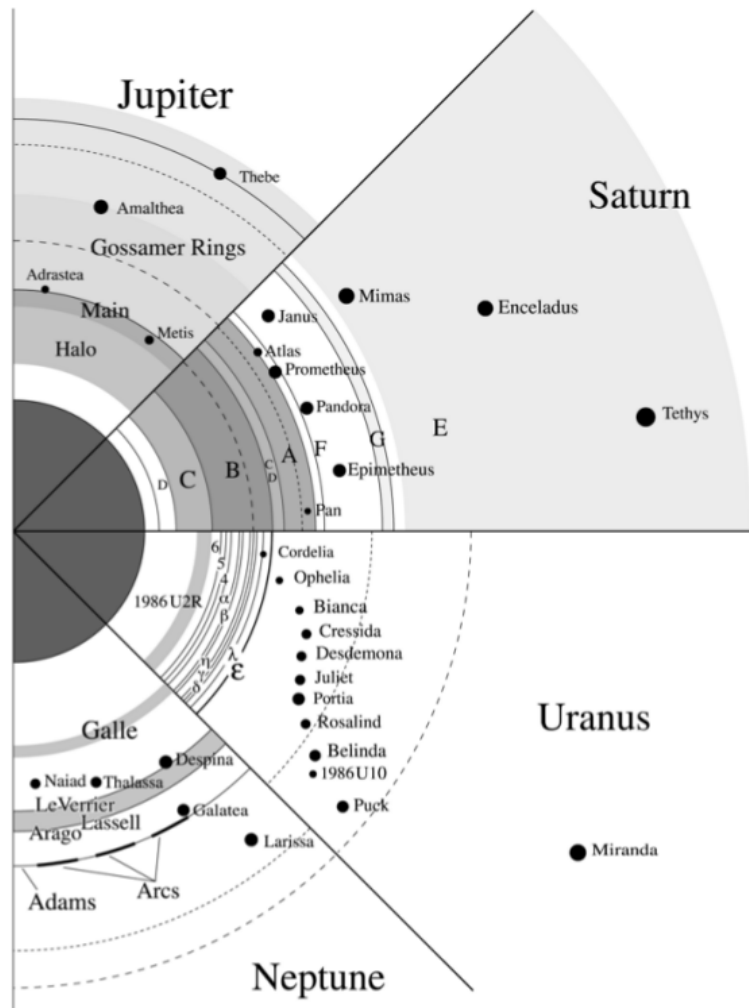 Jupiter
Thebe
Amalthea
Gossamer Rings
Adrastea
Main
Metis
Halo
Saturn
Mimas
Enceladus
Janus
Atlas
Prometheus
Pandora
Tethys
Epimetheus
Pan
D
C
B
C
D
A
F
G
E
Uranus
Cordelia
Ophelia
Bianca
Cressida
Desdemona
Juliet
Portia
Rosalind
Belinda
1986U10
Puck
Miranda
1986U2R
6
5
4
α
β
η
γ
δ
λ
ε
Neptune
Galle
Despina
Naiad
Thalassa
LeVerrier
Lassell
Arago
Galatea
Larissa
Adams
Arcs